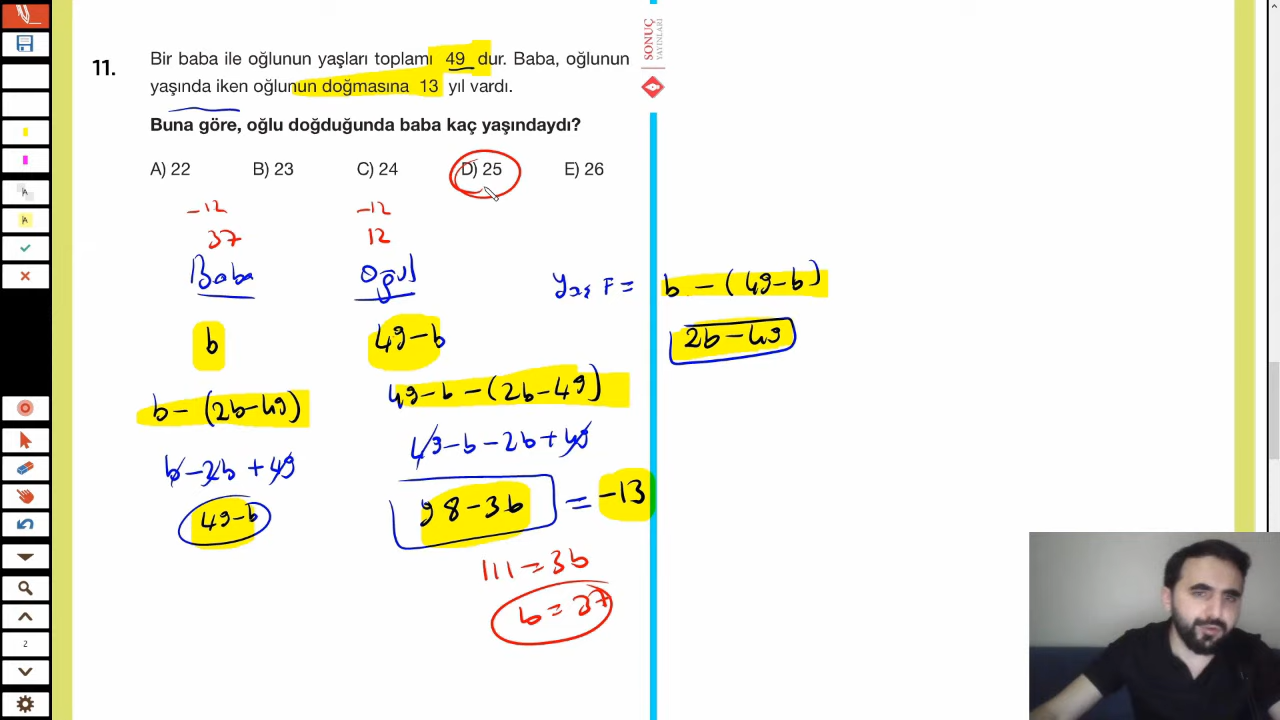 SONUÇ
YAYINLARI
11. Bir baba ile oğlunun yaşları toplamı 49 dur. Baba, oğlunun
yaşında iken oğlunun doğmasına 13 yıl vardı.
Buna göre, oğlu doğduğunda baba kaç yaşındaydı?
A) 22 B) 23 C) 24 D) 25 E) 26
-12 -12
37 12
Baba Oğul Yaş F = b - (49-b)
b 49-b 2b-49
b-(2b-49) 49-b-(2b-49)
b-2b+49 49-b-2b+49
49-b 98-3b = -13
111=3b
b=37
A
A
2